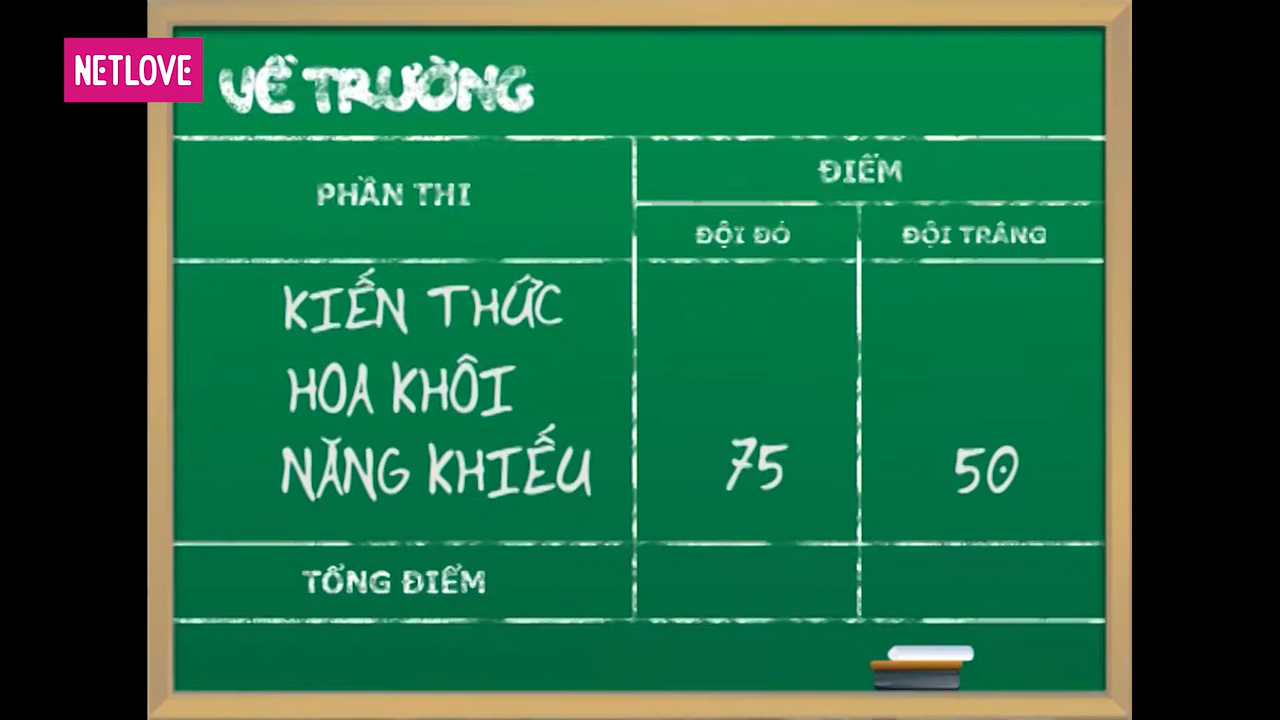 NETLOVE
VỀ TRƯỜNG
PHẦN THI
ĐIỂM
ĐỘI ĐỎ
ĐỘI TRẮNG
KIẾN THỨC
HOA KHÔI
NĂNG KHIẾU
75
50
TỔNG ĐIỂM